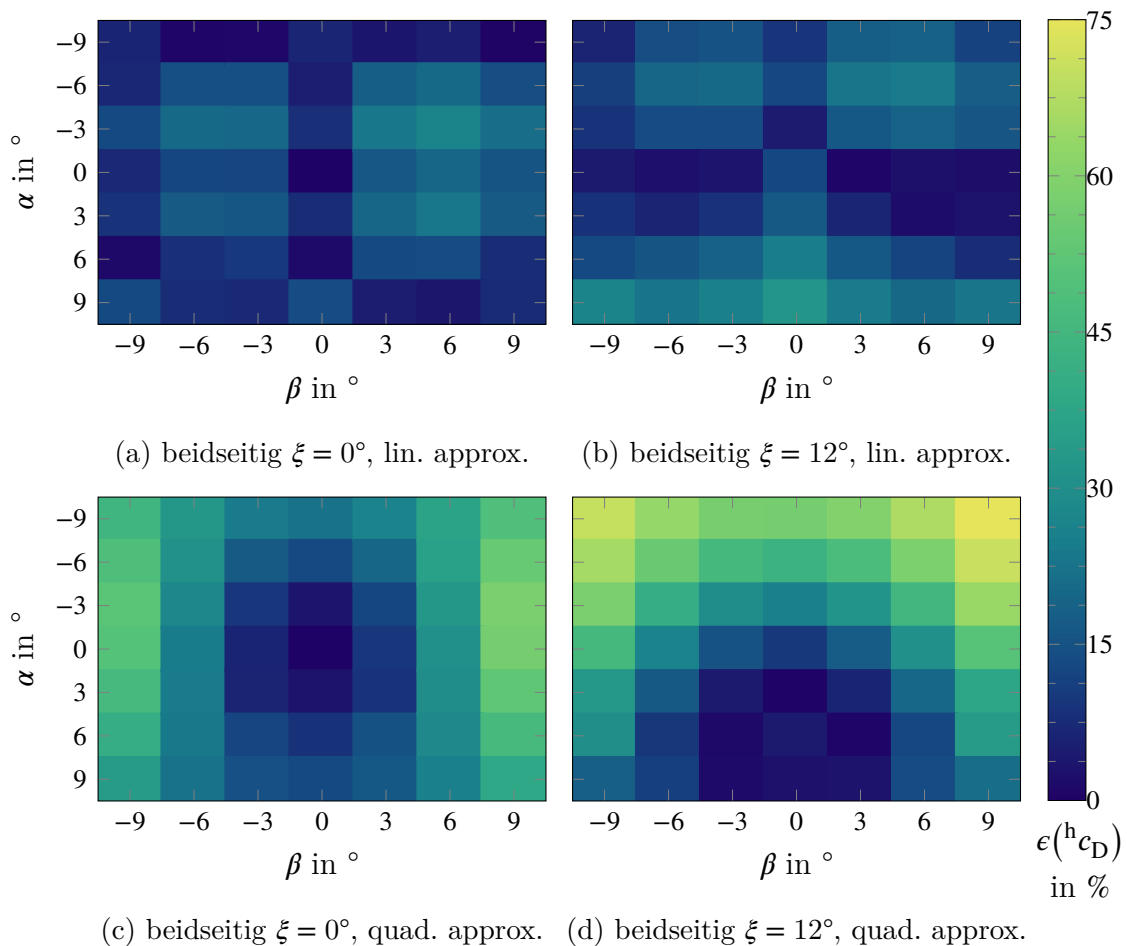 −9
−6
−3
0
3
6
9
α in °
−9 −6 −3 0 3 6 9
β in °
(a) beidseitig ξ = 0°, lin. approx.
−9 −6 −3 0 3 6 9
β in °
(b) beidseitig ξ = 12°, lin. approx.
−9
−6
−3
0
3
6
9
α in °
−9 −6 −3 0 3 6 9
β in °
(c) beidseitig ξ = 0°, quad. approx.
−9 −6 −3 0 3 6 9
β in °
(d) beidseitig ξ = 12°, quad. approx.
75
60
45
30
15
0
ϵ(ʰc_D)
in %